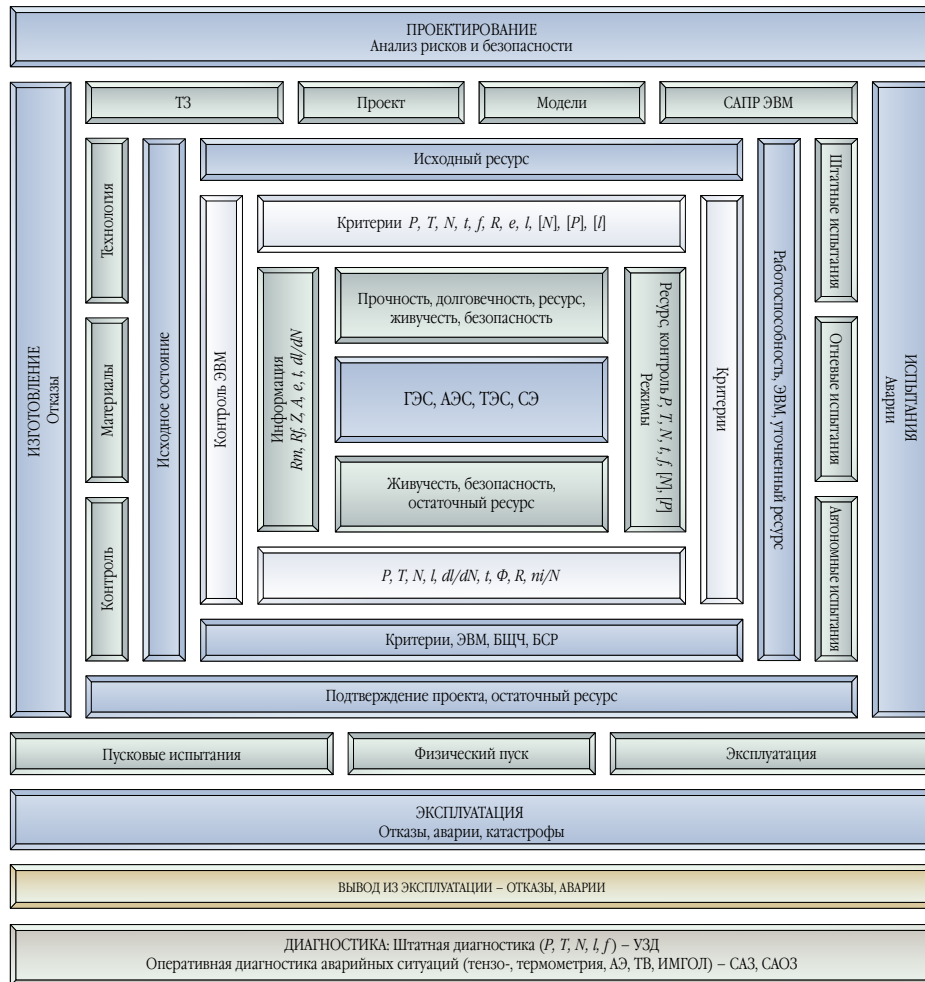 ПРОЕКТИРОВАНИЕ
Анализ рисков и безопасности
ТЗ
Проект
Модели
САПР ЭВМ
ИЗГОТОВЛЕНИЕ
Отказы
Технология
Материалы
Контроль
Исходное состояние
Исходный ресурс
Контроль ЭВМ
Критерии P, T, N, t, f, R, e, l, [N], [P], [l]
Информация
Rm, Rf, Z, A, e, t, dl/dN
Прочность, долговечность, ресурс,
живучесть, безопасность
ГЭС, АЭС, ТЭС, СЭ
Живучесть, безопасность,
остаточный ресурс
Ресурс, контроль P, T, N, t, f, [N], [P]
Режимы
Критерии
Работоспособность, ЭВМ, уточненный ресурс
Штатные испытания
Огневые испытания
Автономные испытания
ИСПЫТАНИЯ
Аварии
P, T, N, l, dl/dN, t, Ф, R, ni/N
Критерии, ЭВМ, БЩЧ, БСР
Подтверждение проекта, остаточный ресурс
Пусковые испытания
Физический пуск
Эксплуатация
ЭКСПЛУАТАЦИЯ
Отказы, аварии, катастрофы
ВЫВОД ИЗ ЭКСПЛУАТАЦИИ – ОТКАЗЫ, АВАРИИ
ДИАГНОСТИКА: Штатная диагностика (P, T, N, l, f) – УЗД
Оперативная диагностика аварийных ситуаций (тензо-, термометрия, АЭ, ТВ, ИМГОЛ) – САЗ, САОЗ